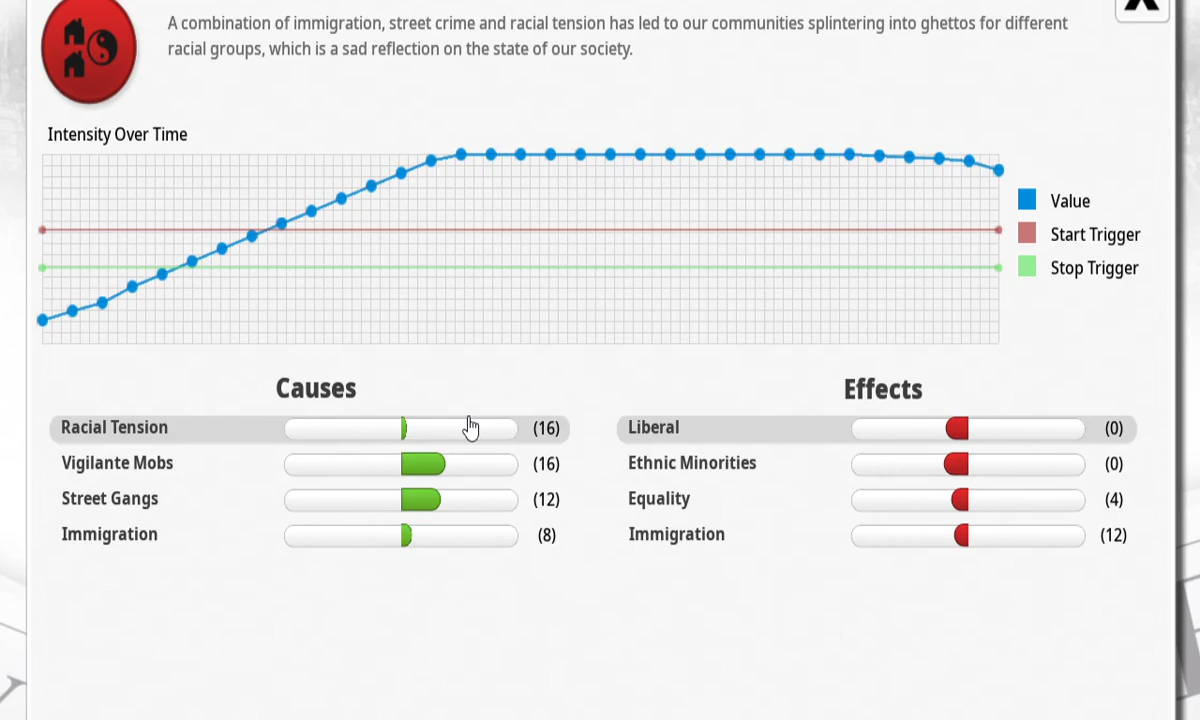 A combination of immigration, street crime and racial tension has led to our communities splintering into ghettos for different
racial groups, which is a sad reflection on the state of our society.
Intensity Over Time
Value
Start Trigger
Stop Trigger
Causes
Racial Tension (16)
Vigilante Mobs (16)
Street Gangs (12)
Immigration (8)
Effects
Liberal (0)
Ethnic Minorities (0)
Equality (4)
Immigration (12)